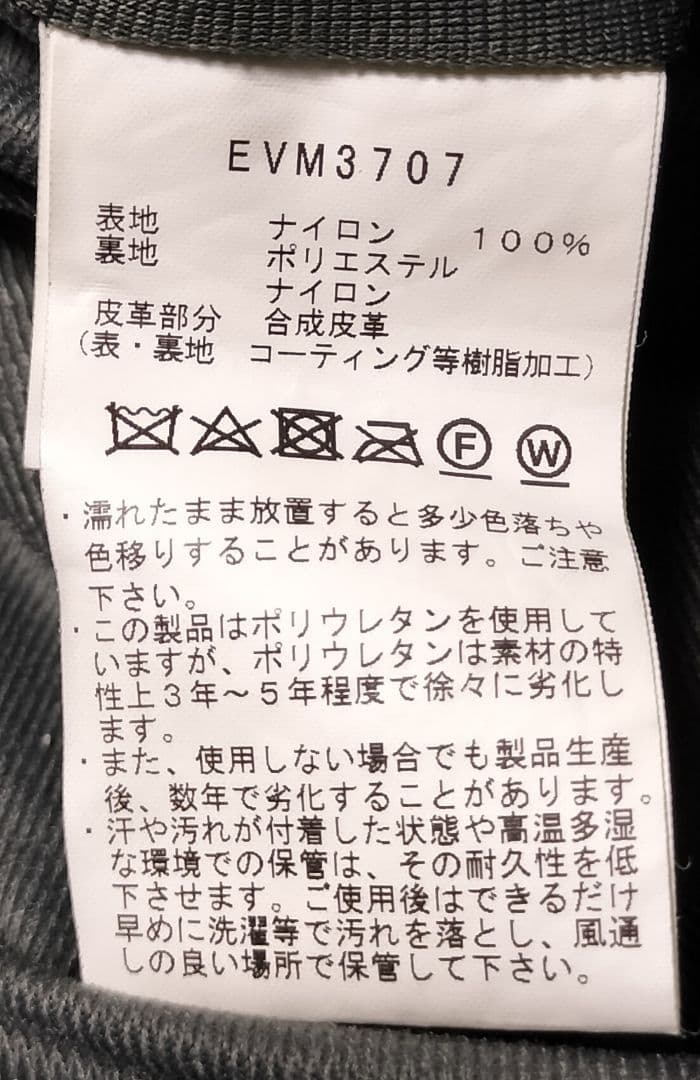 EVM3707
表地 ナイロン 100%
裏地 ポリエステル
ナイロン
皮革部分 合成皮革
(表・裏地 コーティング等樹脂加工)
F W
・濡れたまま放置すると多少色落ちや
色移りすることがあります。ご注意
下さい。
・この製品はポリウレタンを使用して
いますが、ポリウレタンは素材の特
性上3年～5年程度で徐々に劣化し
ます。
・また、使用しない場合でも製品生産
後、数年で劣化することがあります。
・汗や汚れが付着した状態や高温多湿
な環境での保管は、その耐久性を低
下させます。ご使用後はできるだけ
早めに洗濯等で汚れを落とし、風通
しの良い場所で保管して下さい。